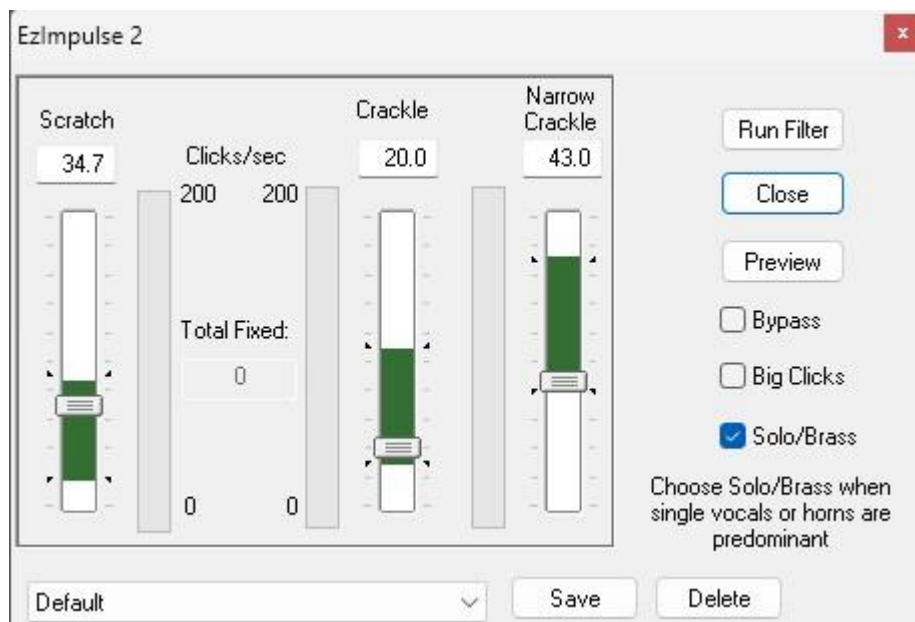 EzImpulse 2
x
Scratch
34.7
Clicks/sec
200 200
Total Fixed:
0
0 0
Crackle
20.0
Narrow
Crackle
43.0
Run Filter
Close
Preview
Bypass
Big Clicks
Solo/Brass
Choose Solo/Brass when
single vocals or horns are
predominant
Default
Save
Delete